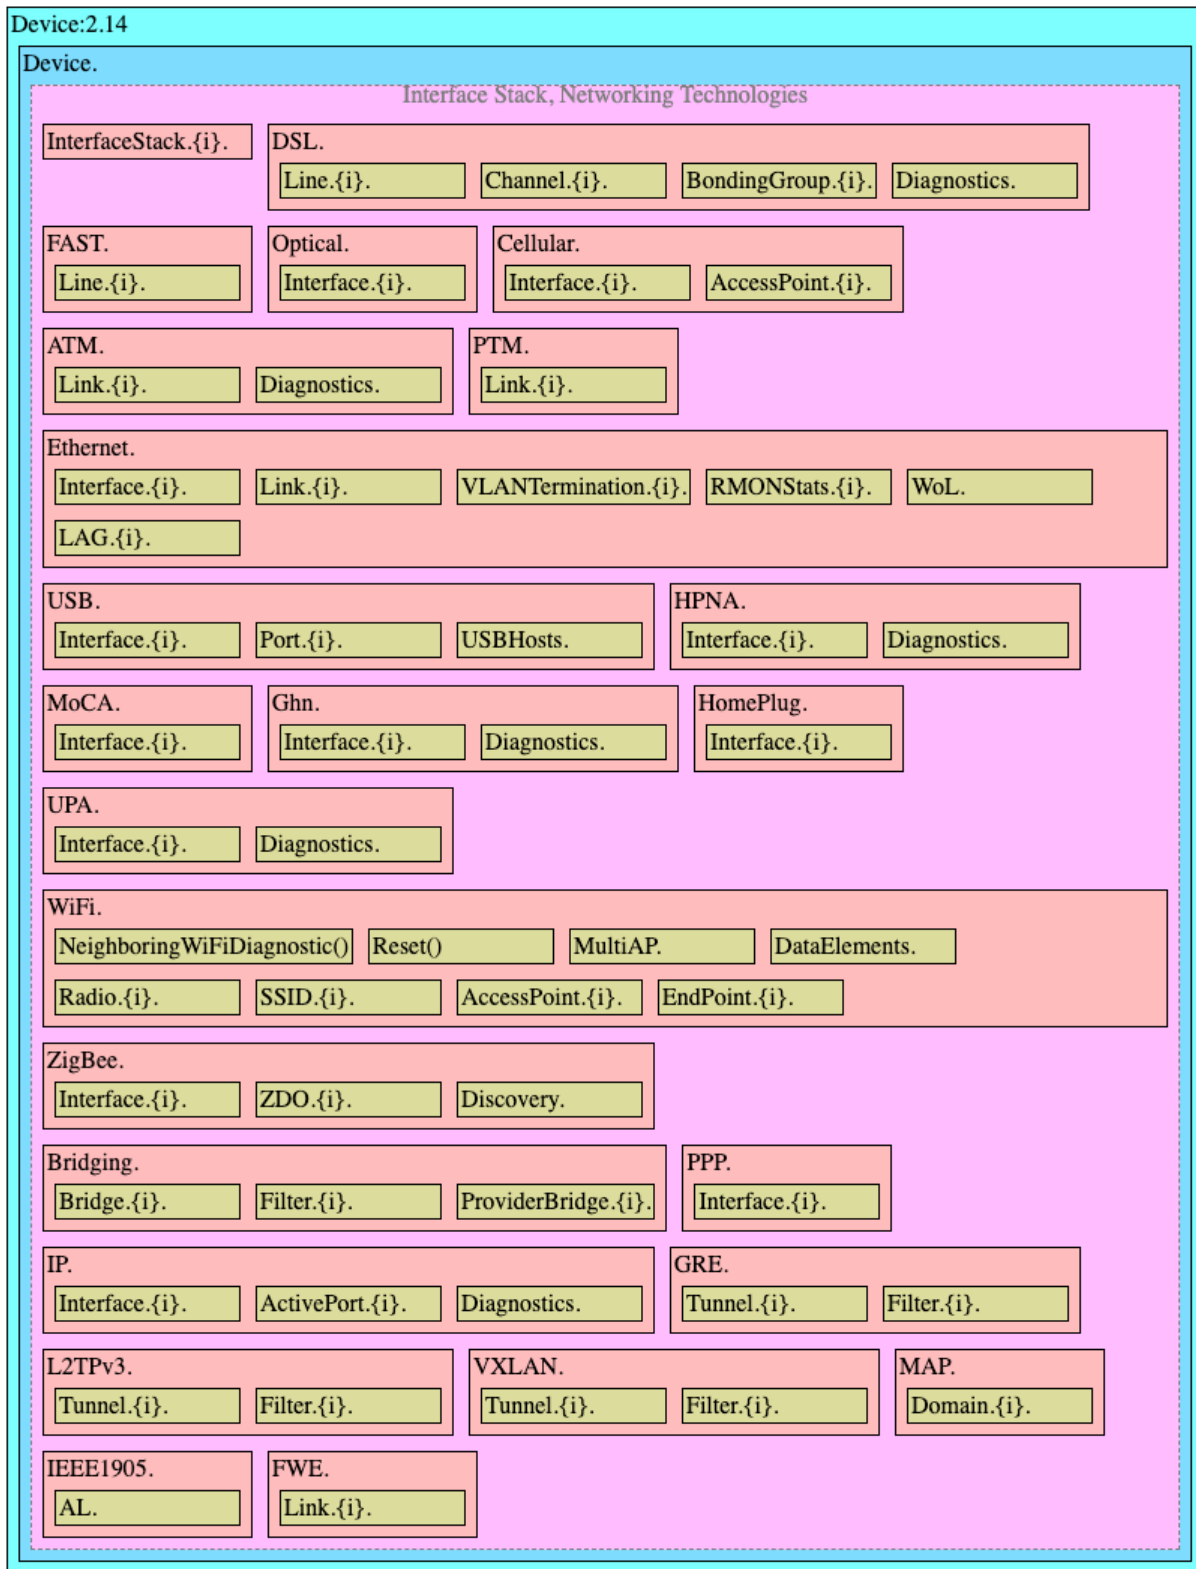 Device:2.14
Device.
Interface Stack, Networking Technologies
InterfaceStack.{i}.
DSL.
Line.{i}.
Channel.{i}.
BondingGroup.{i}.
Diagnostics.
FAST.
Line.{i}.
Optical.
Interface.{i}.
Cellular.
Interface.{i}.
AccessPoint.{i}.
ATM.
Link.{i}.
Diagnostics.
PTM.
Link.{i}.
Ethernet.
Interface.{i}.
Link.{i}.
VLANTermination.{i}.
RMONStats.{i}.
WoL.
LAG.{i}.
USB.
Interface.{i}.
Port.{i}.
USBHosts.
HPNA.
Interface.{i}.
Diagnostics.
MoCA.
Interface.{i}.
Ghn.
Interface.{i}.
Diagnostics.
HomePlug.
Interface.{i}.
UPA.
Interface.{i}.
Diagnostics.
WiFi.
NeighboringWiFiDiagnostic()
Reset()
MultiAP.
DataElements.
Radio.{i}.
SSID.{i}.
AccessPoint.{i}.
EndPoint.{i}.
ZigBee.
Interface.{i}.
ZDO.{i}.
Discovery.
Bridging.
Bridge.{i}.
Filter.{i}.
ProviderBridge.{i}.
PPP.
Interface.{i}.
IP.
Interface.{i}.
ActivePort.{i}.
Diagnostics.
GRE.
Tunnel.{i}.
Filter.{i}.
L2TPv3.
Tunnel.{i}.
Filter.{i}.
VXLAN.
Tunnel.{i}.
Filter.{i}.
MAP.
Domain.{i}.
IEEE1905.
AL.
FWE.
Link.{i}.